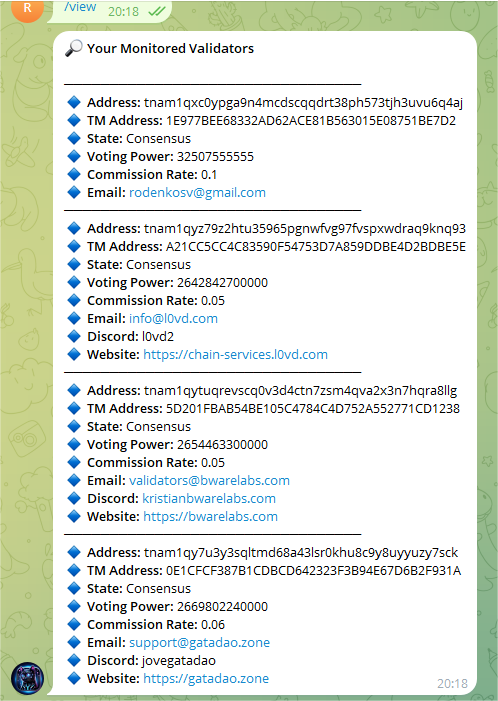 R
/view
20:18
Your Monitored Validators
Address: tnam1qxc0ypga9n4mcdscqqdrt38ph573tjh3uvu6q4aj
TM Address: 1E977BEE68332AD62ACE81B563015E08751BE7D2
State: Consensus
Voting Power: 32507555555
Commission Rate: 0.1
Email: rodenkosv@gmail.com
Address: tnam1qyz79z2htu35965pgnwfvg97fvspxwdraq9knq93
TM Address: A21CC5CC4C83590F54753D7A859DDBE4D2BDBE5E
State: Consensus
Voting Power: 2642842700000
Commission Rate: 0.05
Email: info@l0vd.com
Discord: l0vd2
Website: https://chain-services.l0vd.com
Address: tnam1qytuqrevscq0v3d4ctn7zsm4qva2x3n7hqra8llg
TM Address: 5D201FBAB54BE105C4784C4D752A552771CD1238
State: Consensus
Voting Power: 2654463300000
Commission Rate: 0.05
Email: validators@bwarelabs.com
Discord: kristianbwarelabs.com
Website: https://bwarelabs.com
Address: tnam1qy7u3y3sqltmd68a43lsr0khu8c9y8uyyuzy7sck
TM Address: 0E1CFCF387B1CDBCD642323F3B94E67D6B2F931A
State: Consensus
Voting Power: 2669802240000
Commission Rate: 0.06
Email: support@gatadao.zone
Discord: jovegatadao
Website: https://gatadao.zone
20:18